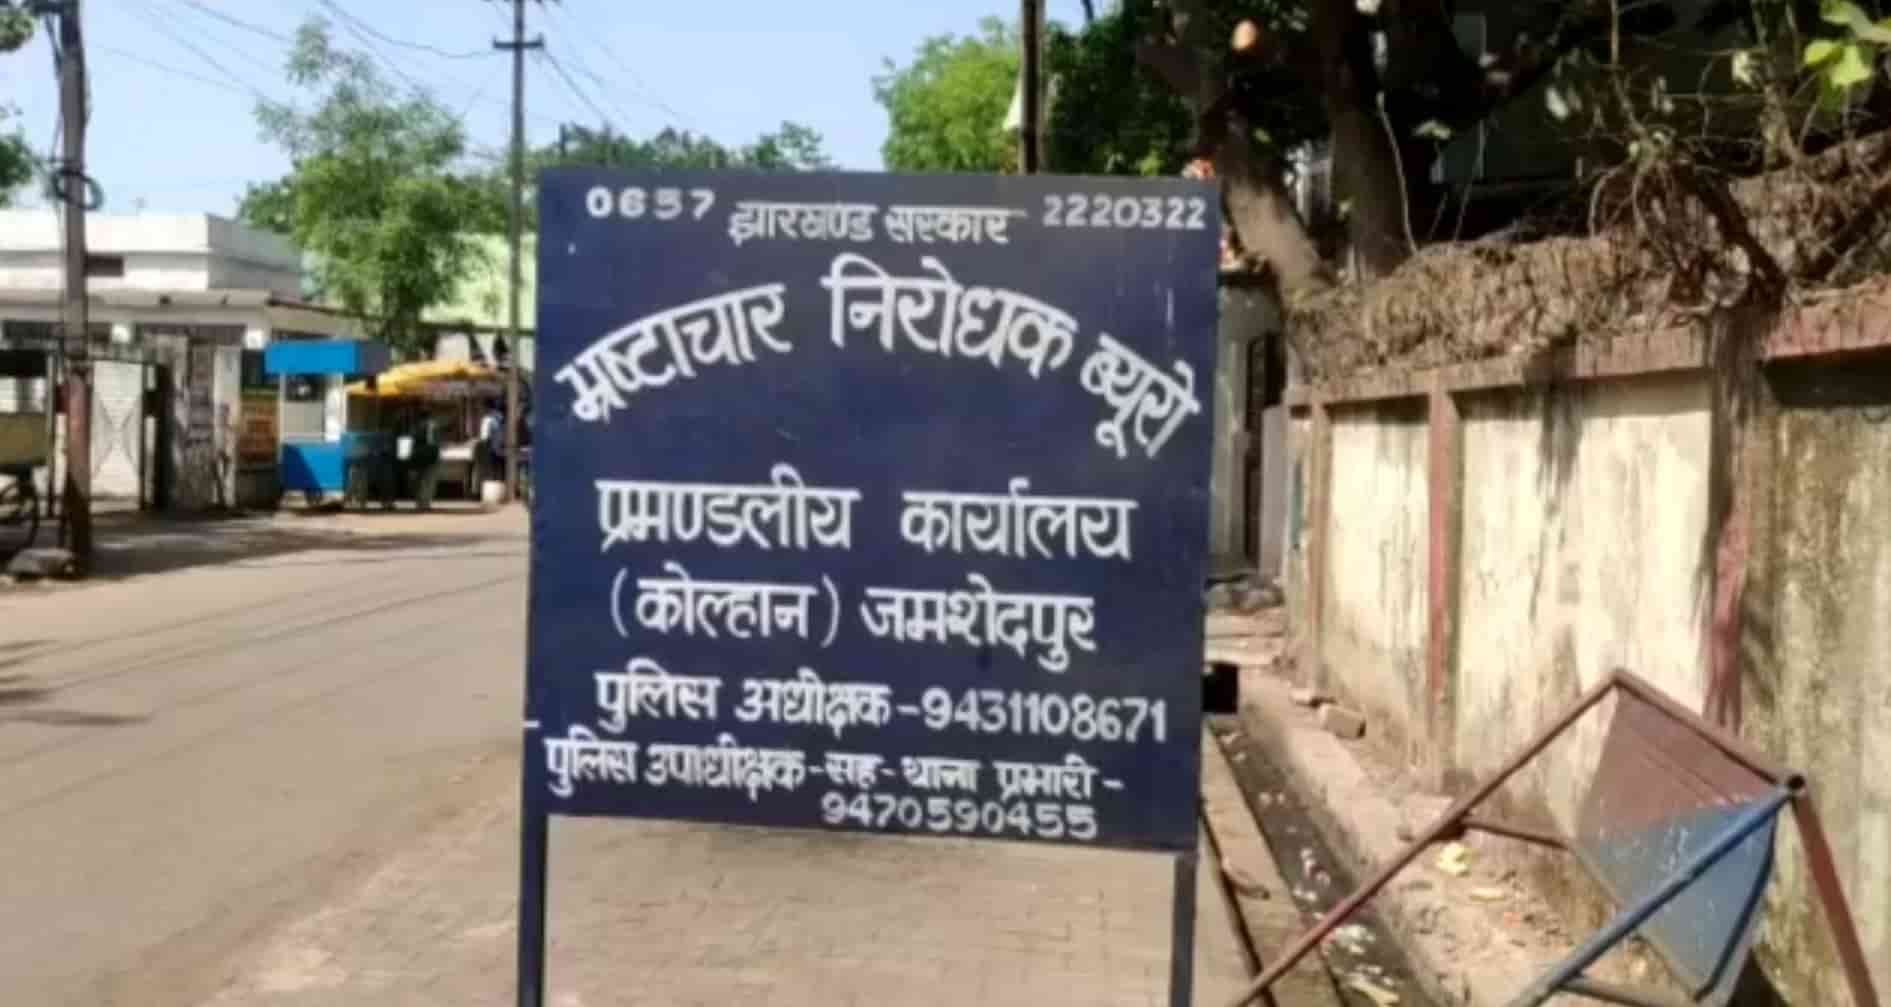 0657 झारखण्ड सरकार 2220322
भ्रष्टाचार निरोधक ब्यूरो
प्रमण्डलीय कार्यालय
(कोल्हान) जमशेदपुर
पुलिस अधीक्षक -9431108671
पुलिस उपाधीक्षक-सह-थाना प्रभारी-
9470590455